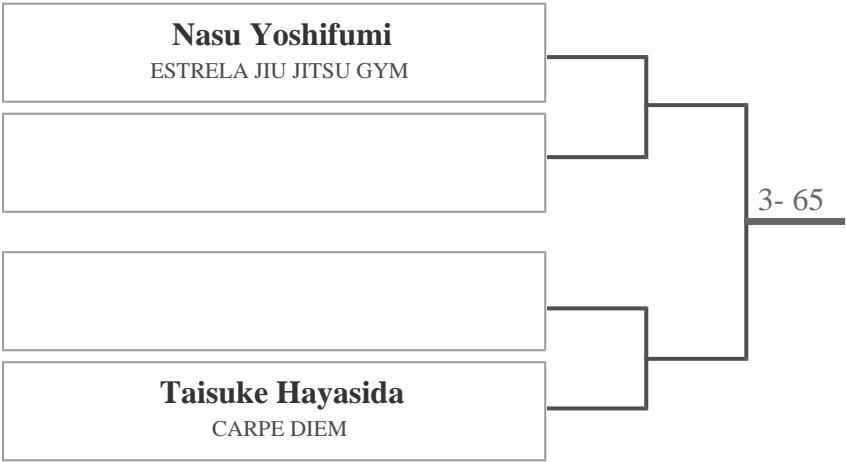 Nasu Yoshifumi
ESTRELA JIU JITSU GYM
3- 65
Taisuke Hayasida
CARPE DIEM